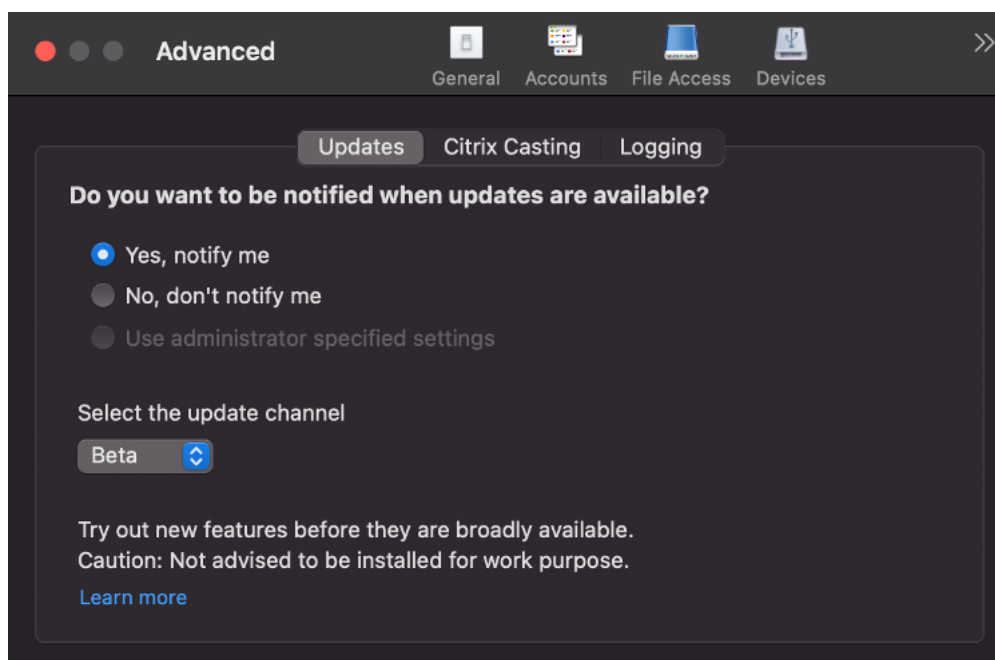 Advanced
General Accounts File Access Devices
Updates Citrix Casting Logging
Do you want to be notified when updates are available?
Yes, notify me
No, don't notify me
Use administrator specified settings
Select the update channel
Beta
Try out new features before they are broadly available.
Caution: Not advised to be installed for work purpose.
Learn more